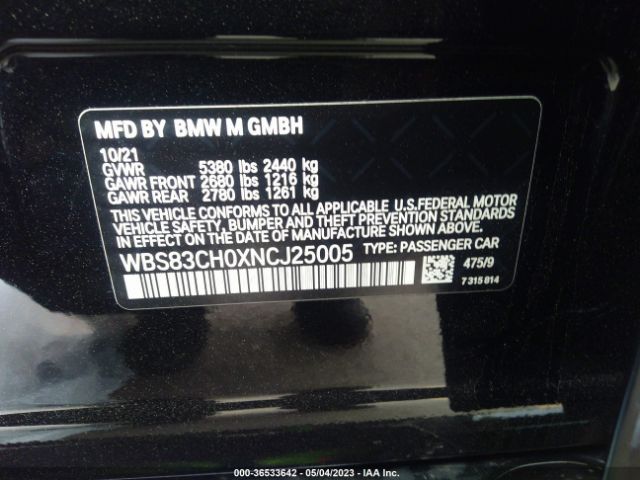 MFD BY BMW M GMBH
10/21
GVWR 5380 lbs 2440 kg
GAWR FRONT 2680 lbs 1216 kg
GAWR REAR 2780 lbs 1261 kg
THIS VEHICLE CONFORMS TO ALL APPLICABLE U.S.FEDERAL MOTOR
VEHICLE SAFETY, BUMPER AND THEFT PREVENTION STANDARDS
IN EFFECT ON THE DATE OF MANUFACTURE SHOWN ABOVE.
WBS83CH0XNCJ25005 TYPE: PASSENGER CAR
475/9
7 315 814
000-36533642 - 05/04/2023 - IAA Inc.